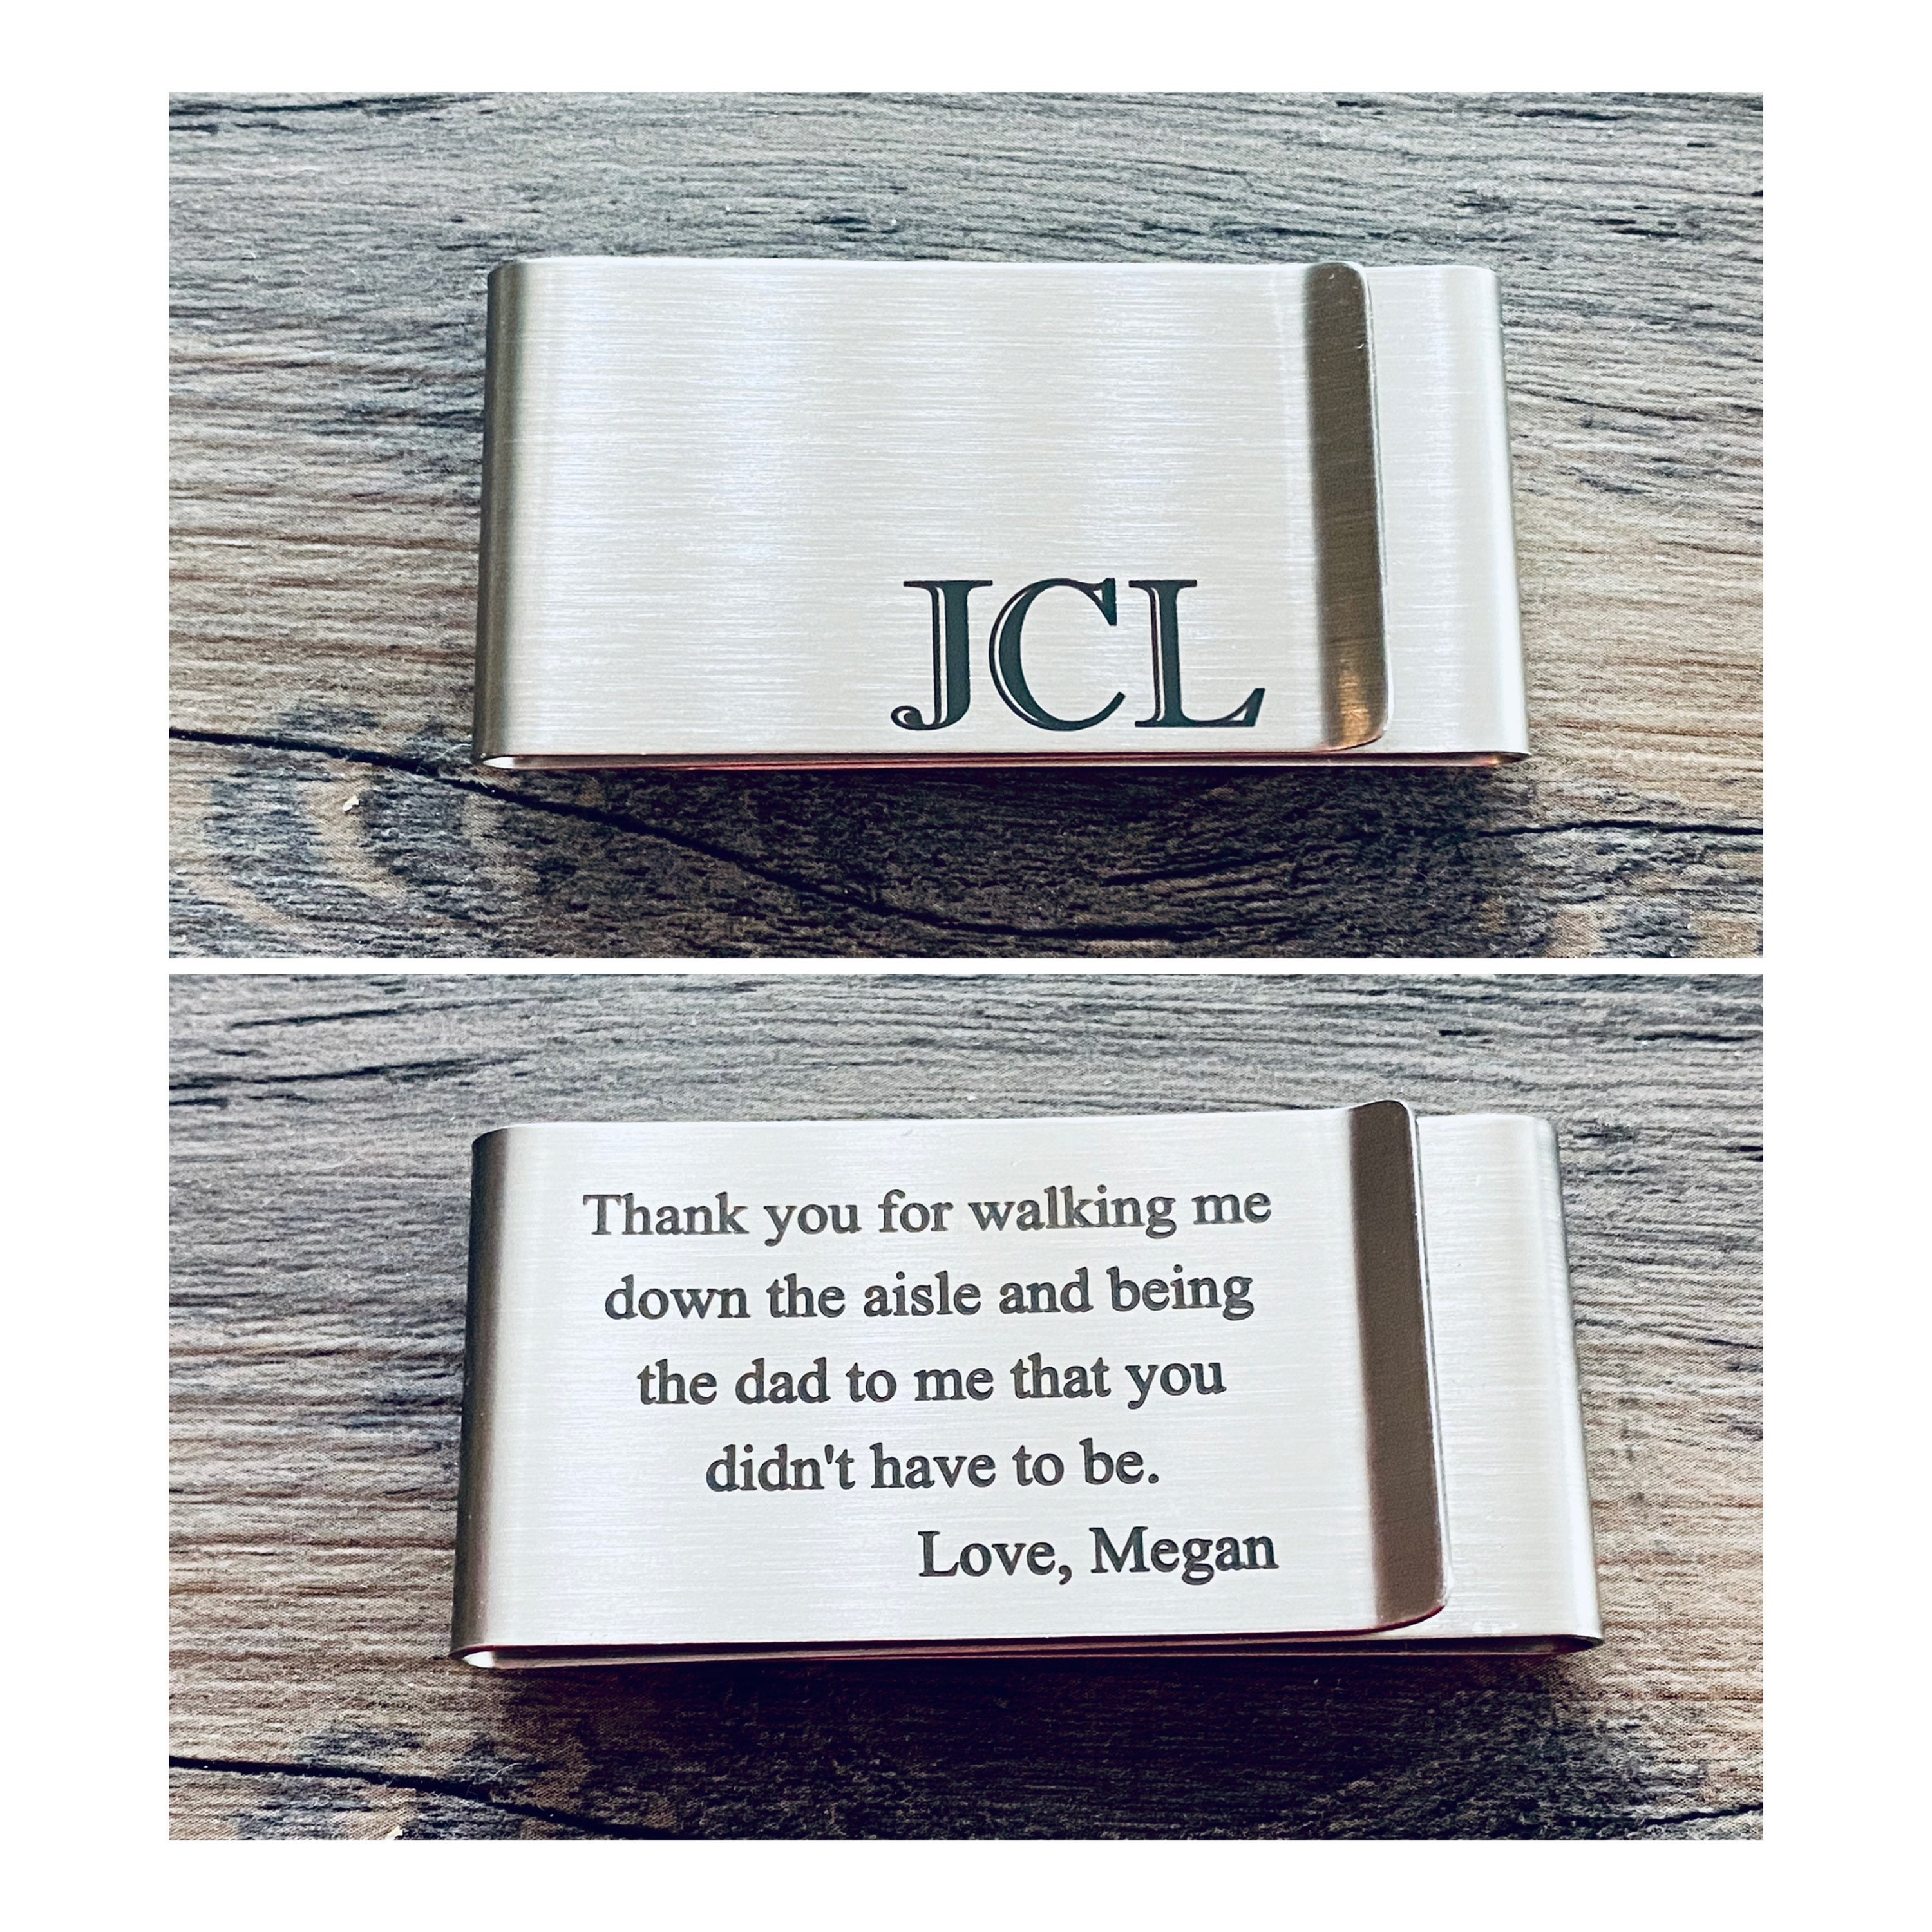 JCL
Thank you for walking me
down the aisle and being
the dad to me that you
didn't have to be.
Love, Megan